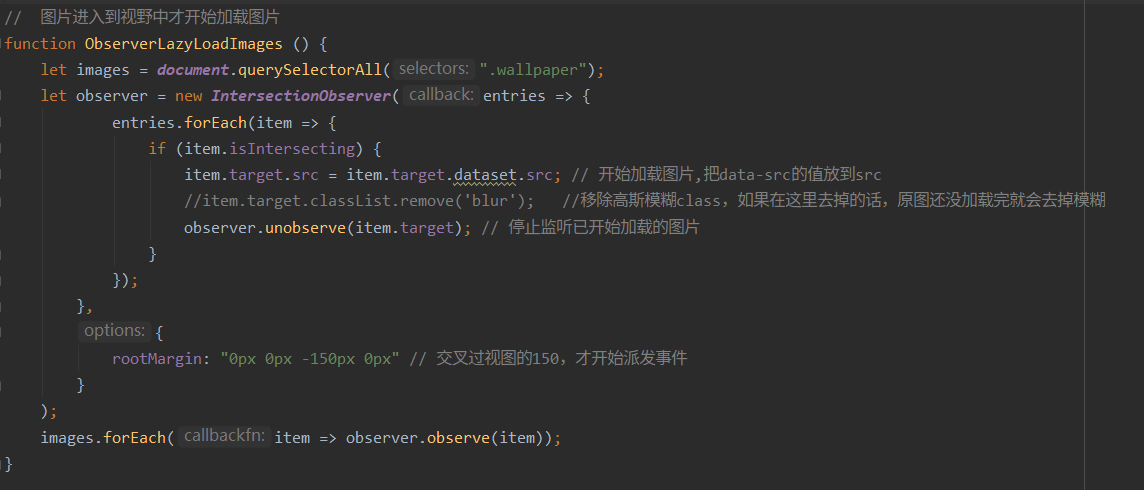 //  图片进入到视野中才开始加载图片
function ObserverLazyLoadImages () {
    let images = document.querySelectorAll( selectors: ".wallpaper");
    let observer = new IntersectionObserver( callback: entries => {
            entries.forEach(item => {
                if (item.isIntersecting) {
                    item.target.src = item.target.dataset.src; // 开始加载图片,把data-src的值放到src
                    //item.target.classList.remove('blur');   //移除高斯模糊class，如果在这里去掉的话，原图还没加载完就会去掉模糊
                    observer.unobserve(item.target); // 停止监听已开始加载的图片
                }
            });
        },
        options: {
            rootMargin: "0px 0px -150px 0px" // 交叉过视图的150，才开始派发事件
        }
    );
    images.forEach( callbackfn: item => observer.observe(item));
}